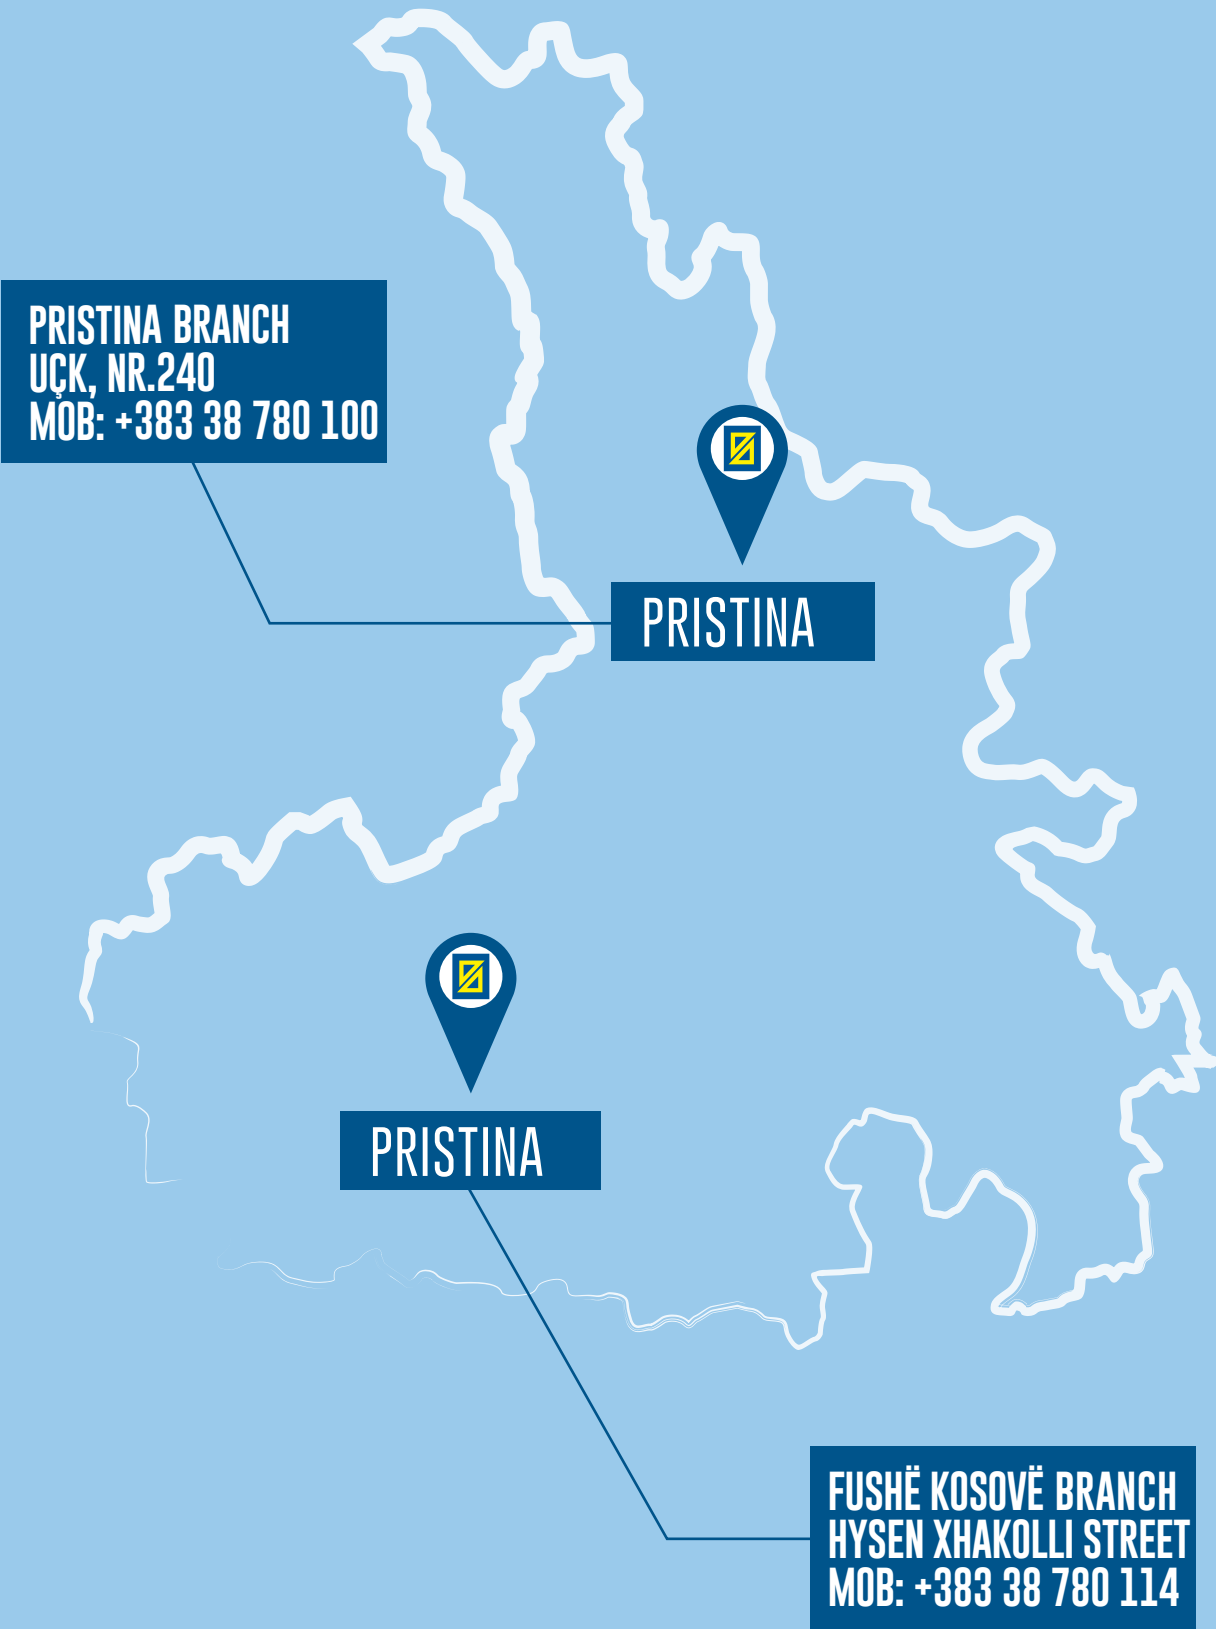 PRISTINA BRANCH
UÇK, NR.240
MOB: +383 38 780 100
PRISTINA
PRISTINA
FUSHË KOSOVË BRANCH
HYSEN XHAKOLLI STREET
MOB: +383 38 780 114